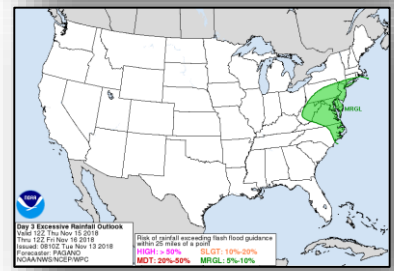 MRGL
NOAA
Day 3 Excessive Rainfall Outlook
Valid 12Z Thu Nov 15 2018
Thru 12Z Fri Nov 16 2018
Issued: 0810Z Tue Nov 13 2018
Forecaster: PAGANO
NOAA/NWS/NCEP/WPC
Risk of rainfall exceeding flash flood guidance
within 25 miles of a point
HIGH: > 50% SLGT: 10%-20%
MDT: 20%-50% MRGL: 5%-10%